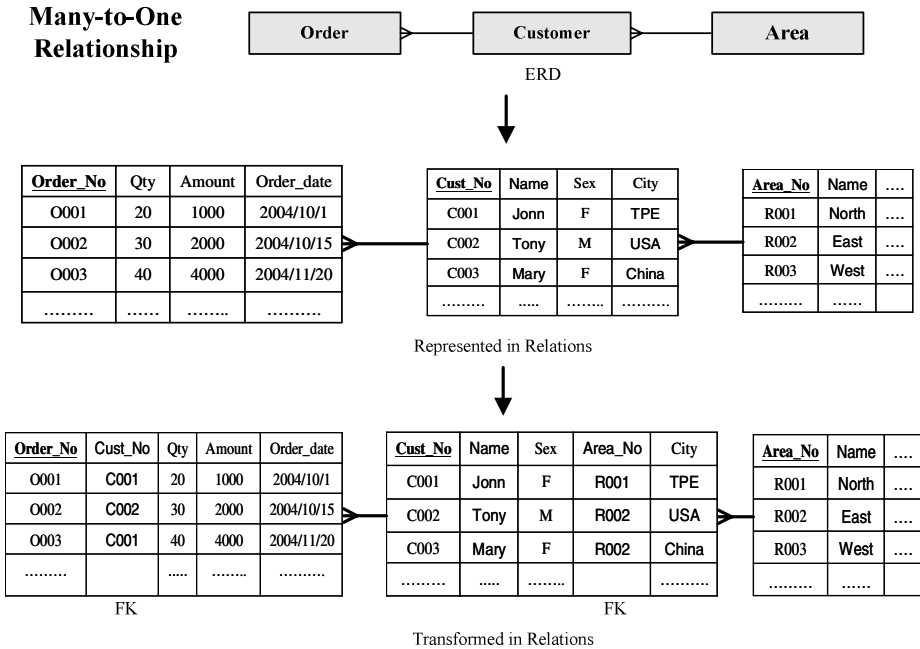 Many-to-One
Relationship
Order Customer Area
ERD
Order_No Qty Amount Order_date
O001 20 1000 2004/10/1
O002 30 2000 2004/10/15
O003 40 4000 2004/11/20
......... ...... ........ ..........
Cust_No Name Sex City
C001 Jonn F TPE
C002 Tony M USA
C003 Mary F China
......... ..... ........ ..........
Area_No Name ....
R001 North ....
R002 East ....
R003 West ....
......... ......
Represented in Relations
Order_No Cust_No Qty Amount Order_date
O001 C001 20 1000 2004/10/1
O002 C002 30 2000 2004/10/15
O003 C001 40 4000 2004/11/20
......... ..... ........ ..........
FK
Cust_No Name Sex Area_No City
C001 Jonn F R001 TPE
C002 Tony M R002 USA
C003 Mary F R002 China
......... ..... ........ ..........
FK
Area_No Name ....
R001 North ....
R002 East ....
R003 West ....
......... ...... ....
Transformed in Relations